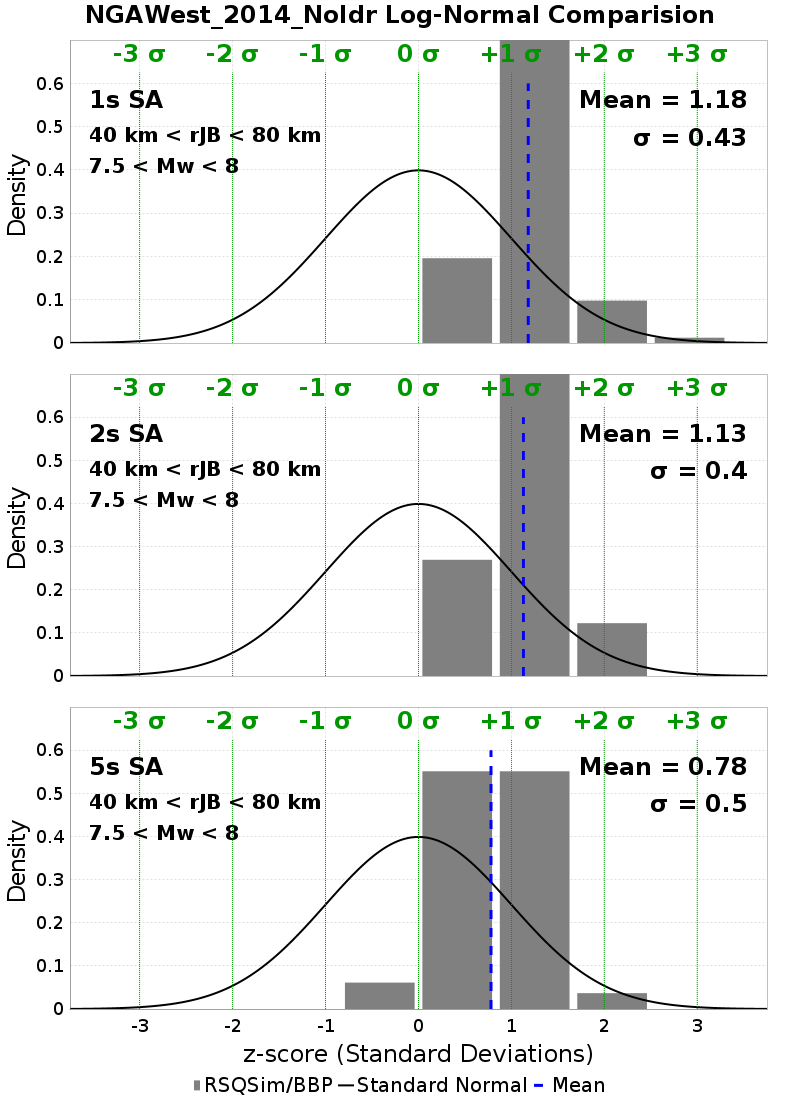 NGAWest_2014_NoIdr Log-Normal Comparision
-3 σ -2 σ -1 σ 0 σ +1 σ +2 σ +3 σ
1s SA
Mean = 1.18
40 km < rJB < 80 km
σ = 0.43
7.5 < Mw < 8
0.6
0.5
0.4
0.3
0.2
0.1
0
Density
-3 σ -2 σ -1 σ 0 σ +1 σ +2 σ +3 σ
2s SA
Mean = 1.13
40 km < rJB < 80 km
σ = 0.4
7.5 < Mw < 8
0.6
0.5
0.4
0.3
0.2
0.1
0
Density
-3 σ -2 σ -1 σ 0 σ +1 σ +2 σ +3 σ
5s SA
Mean = 0.78
40 km < rJB < 80 km
σ = 0.5
7.5 < Mw < 8
0.6
0.5
0.4
0.3
0.2
0.1
0
Density
-3 -2 -1 0 1 2 3
z-score (Standard Deviations)
RSQSim/BBP Standard Normal Mean